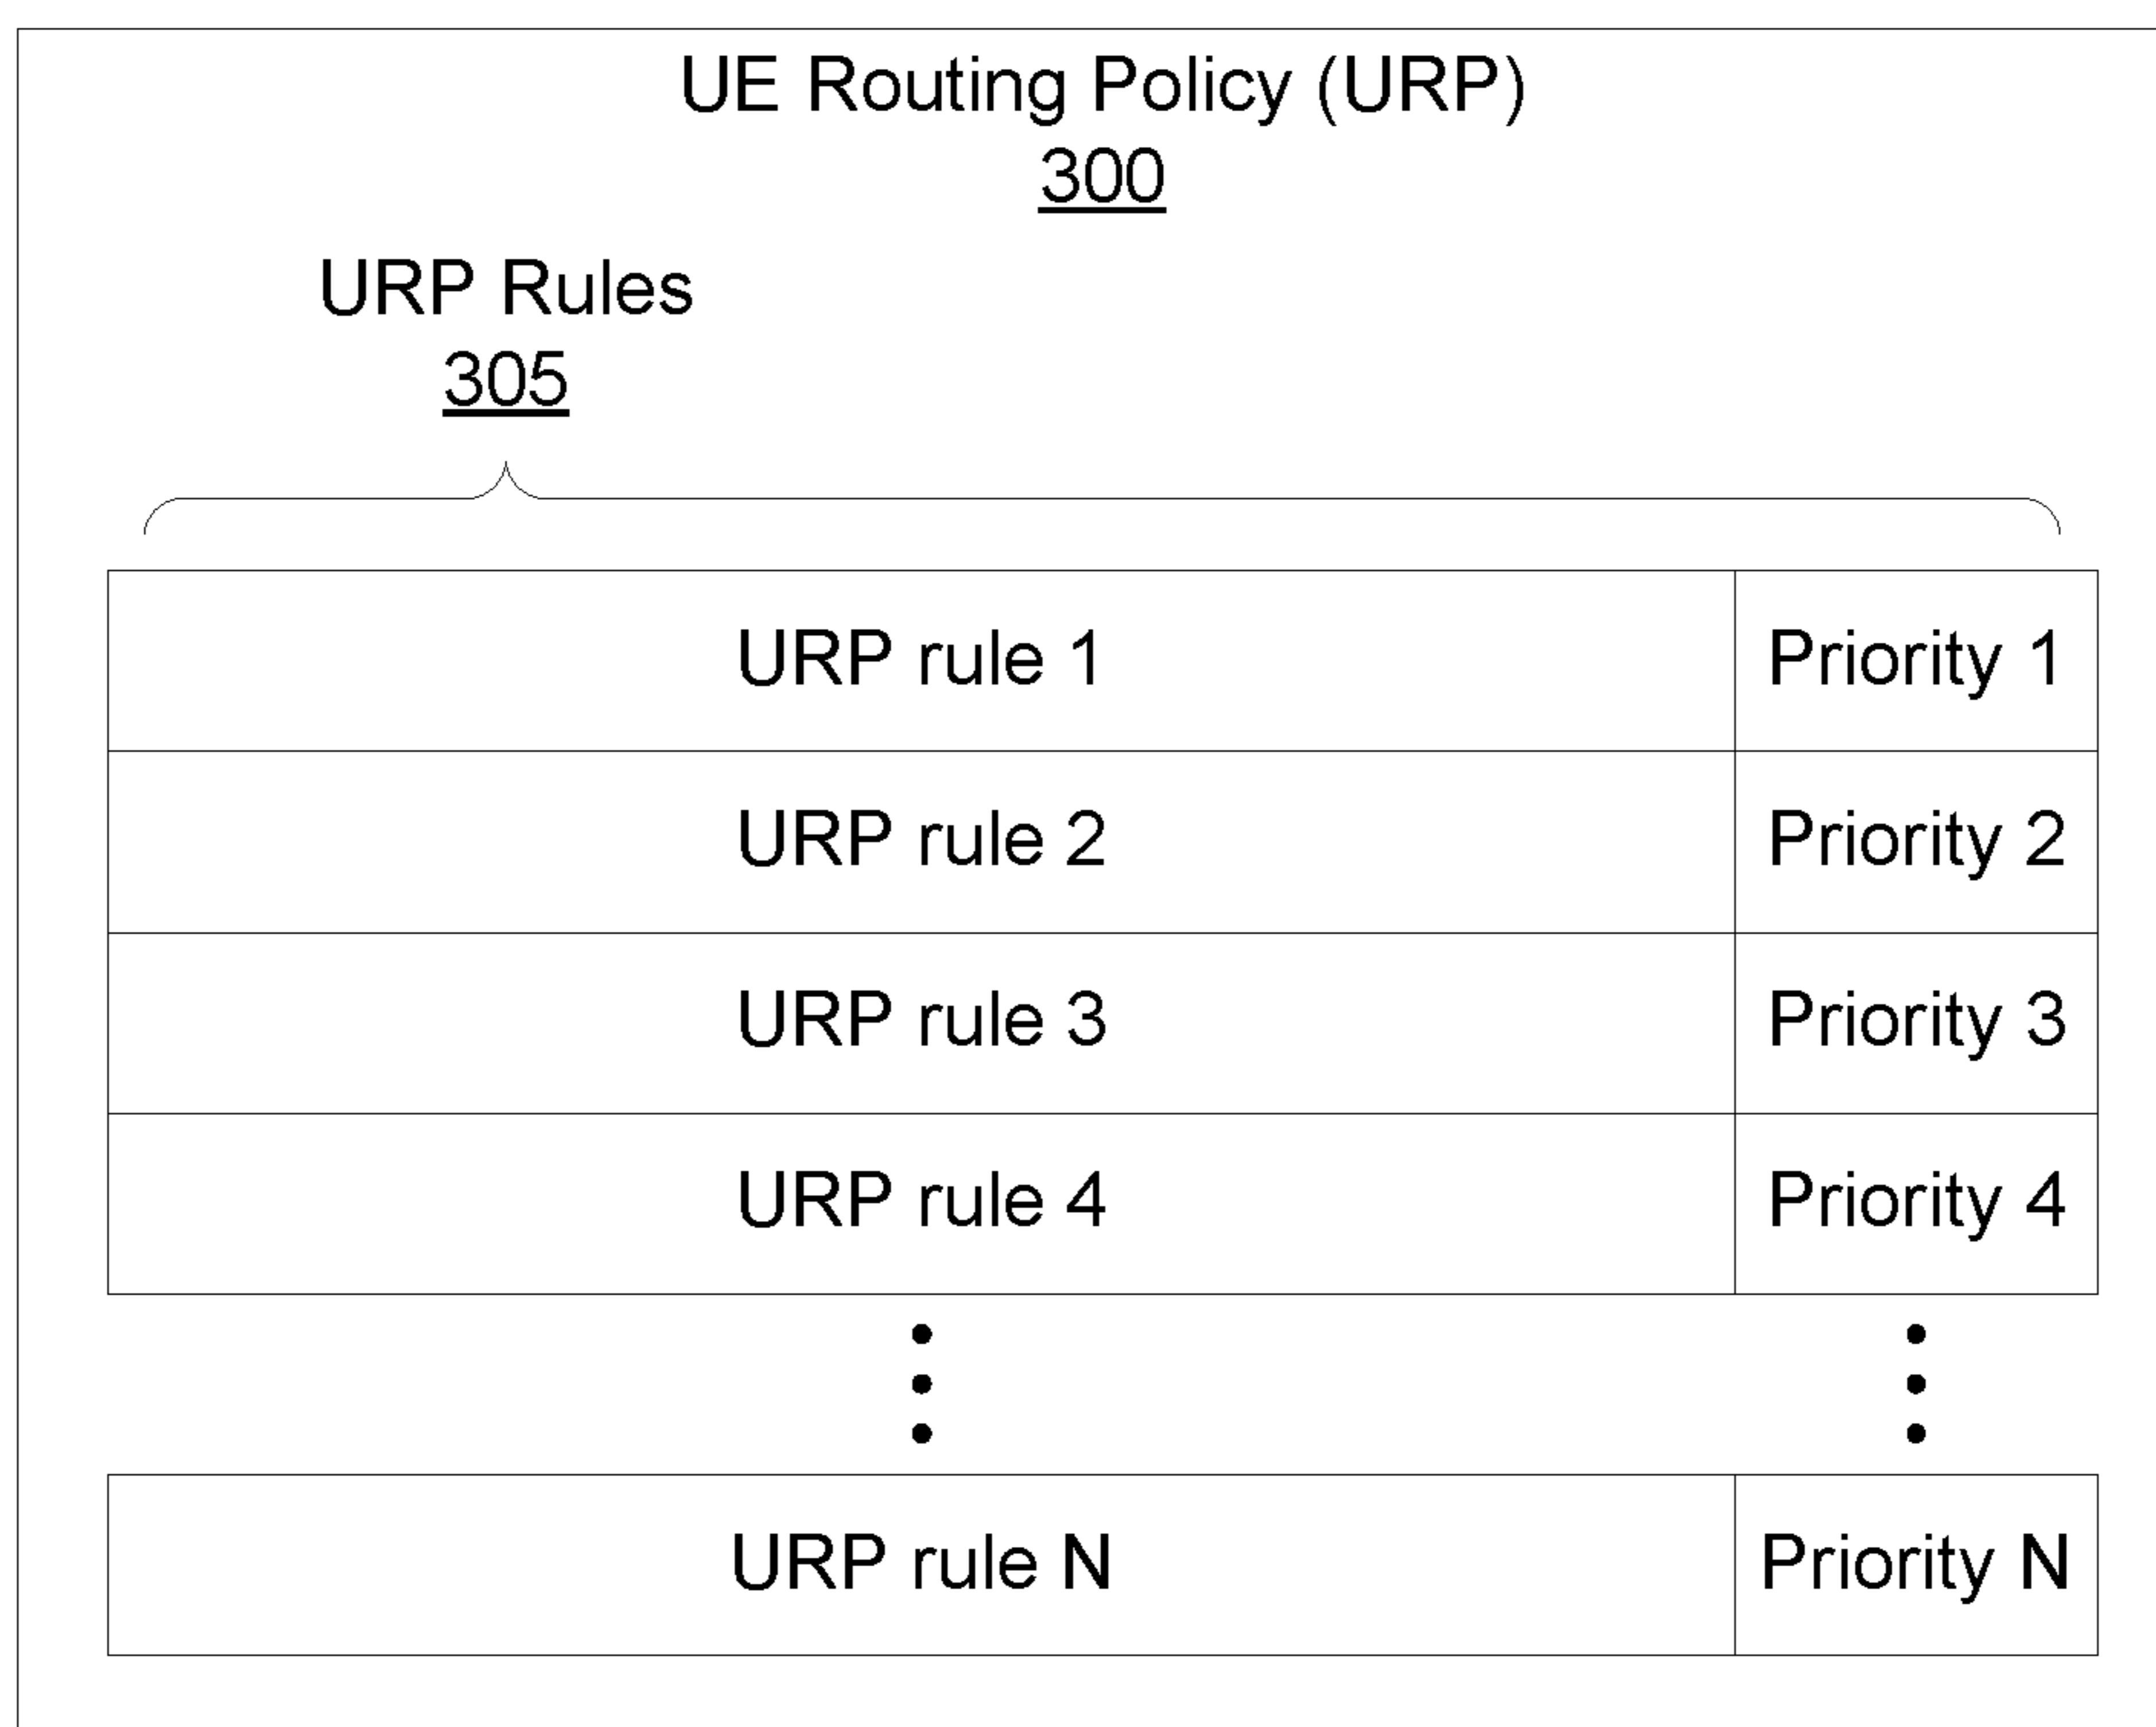 UE Routing Policy (URP)
300
URP Rules
305
URP rule 1 Priority 1
URP rule 2 Priority 2
URP rule 3 Priority 3
URP rule 4 Priority 4
URP rule N Priority N